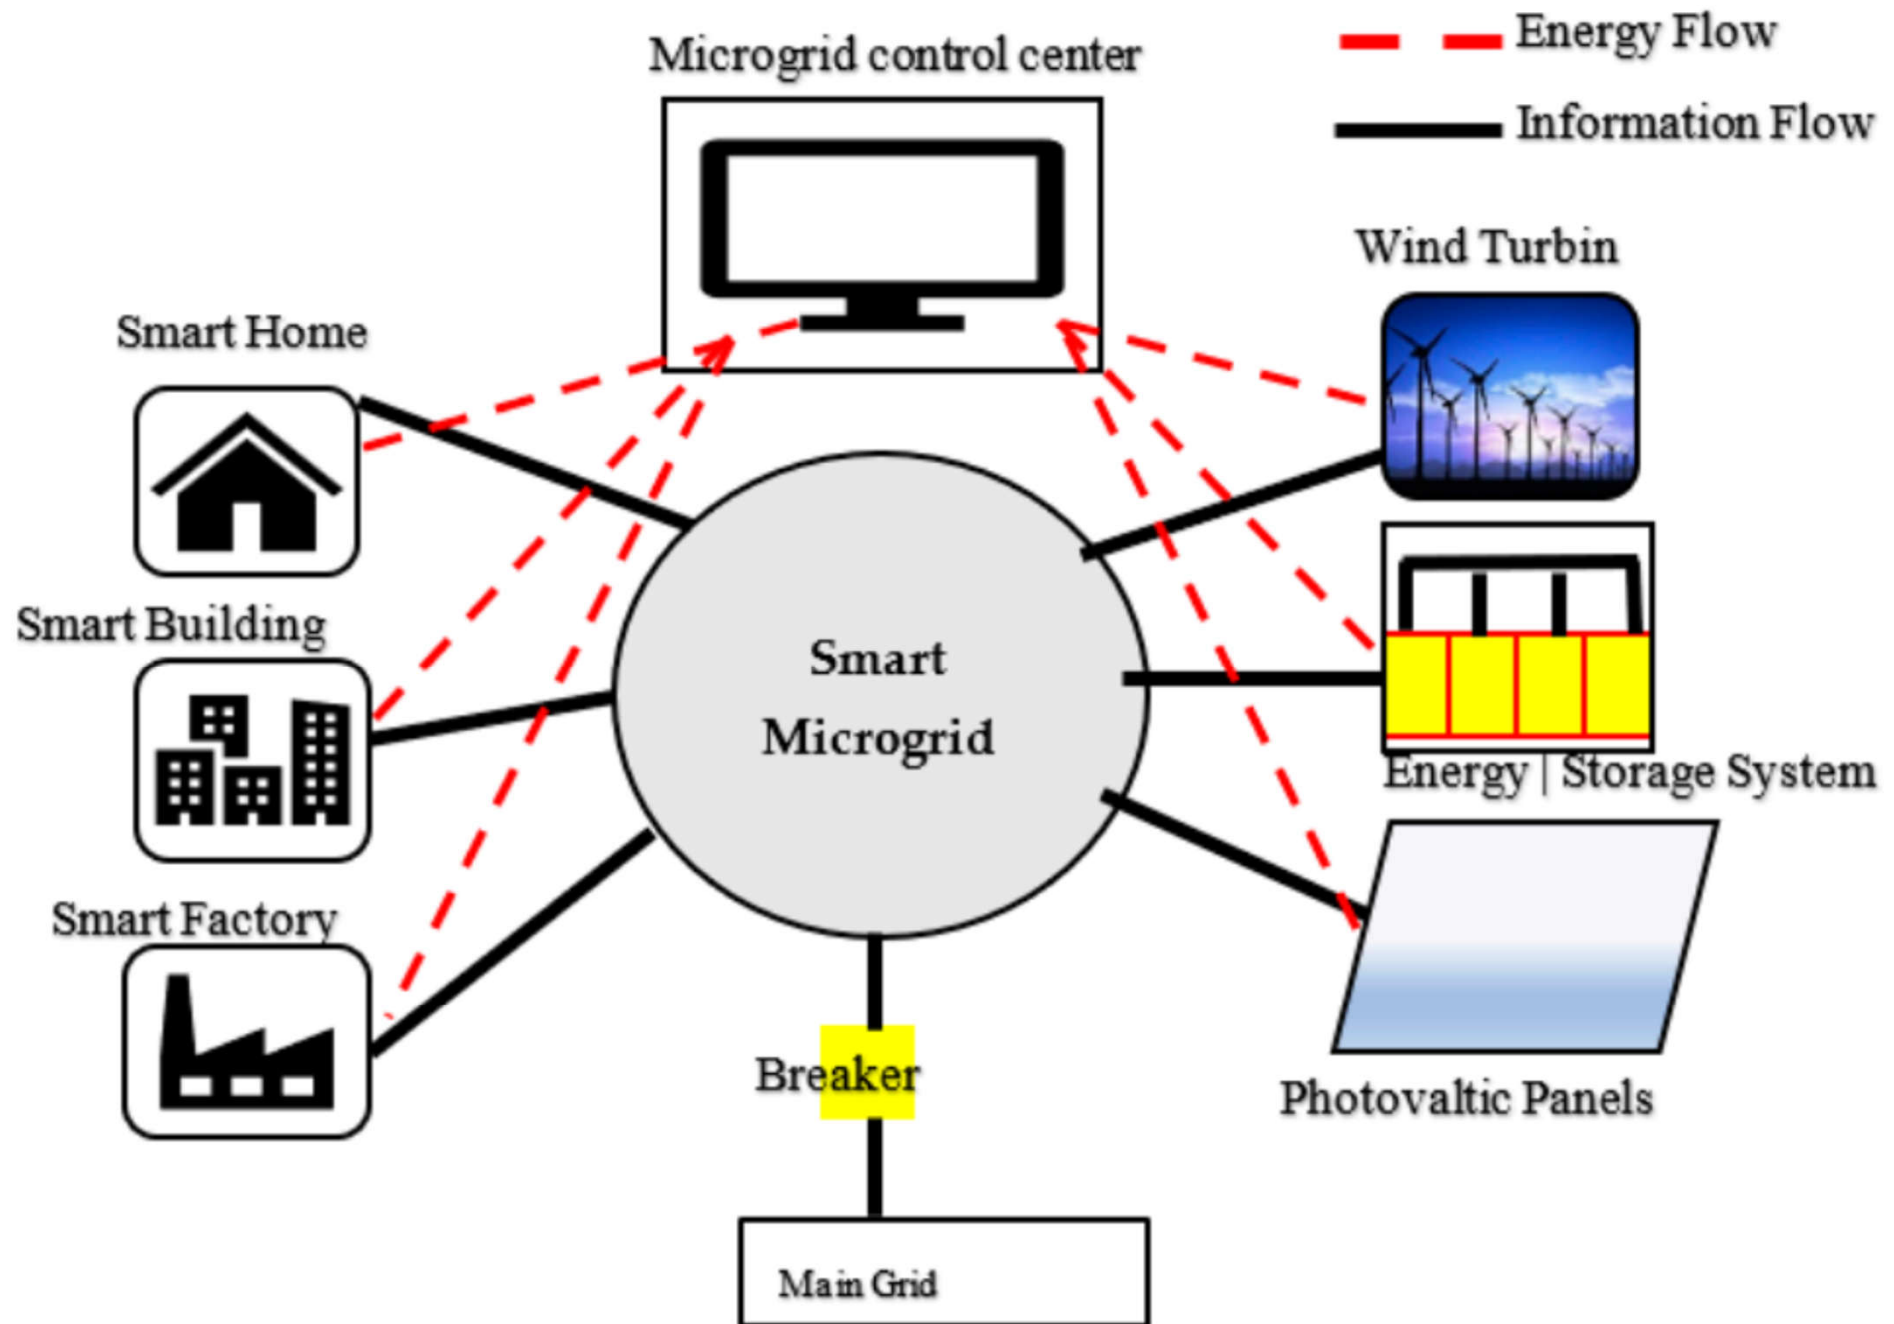 Microgrid control center
Energy Flow
Information Flow
Wind Turbin
Smart Home
Smart Building
Smart
Microgrid
Energy | Storage System
Smart Factory
Breaker
Photovaltic Panels
Main Grid